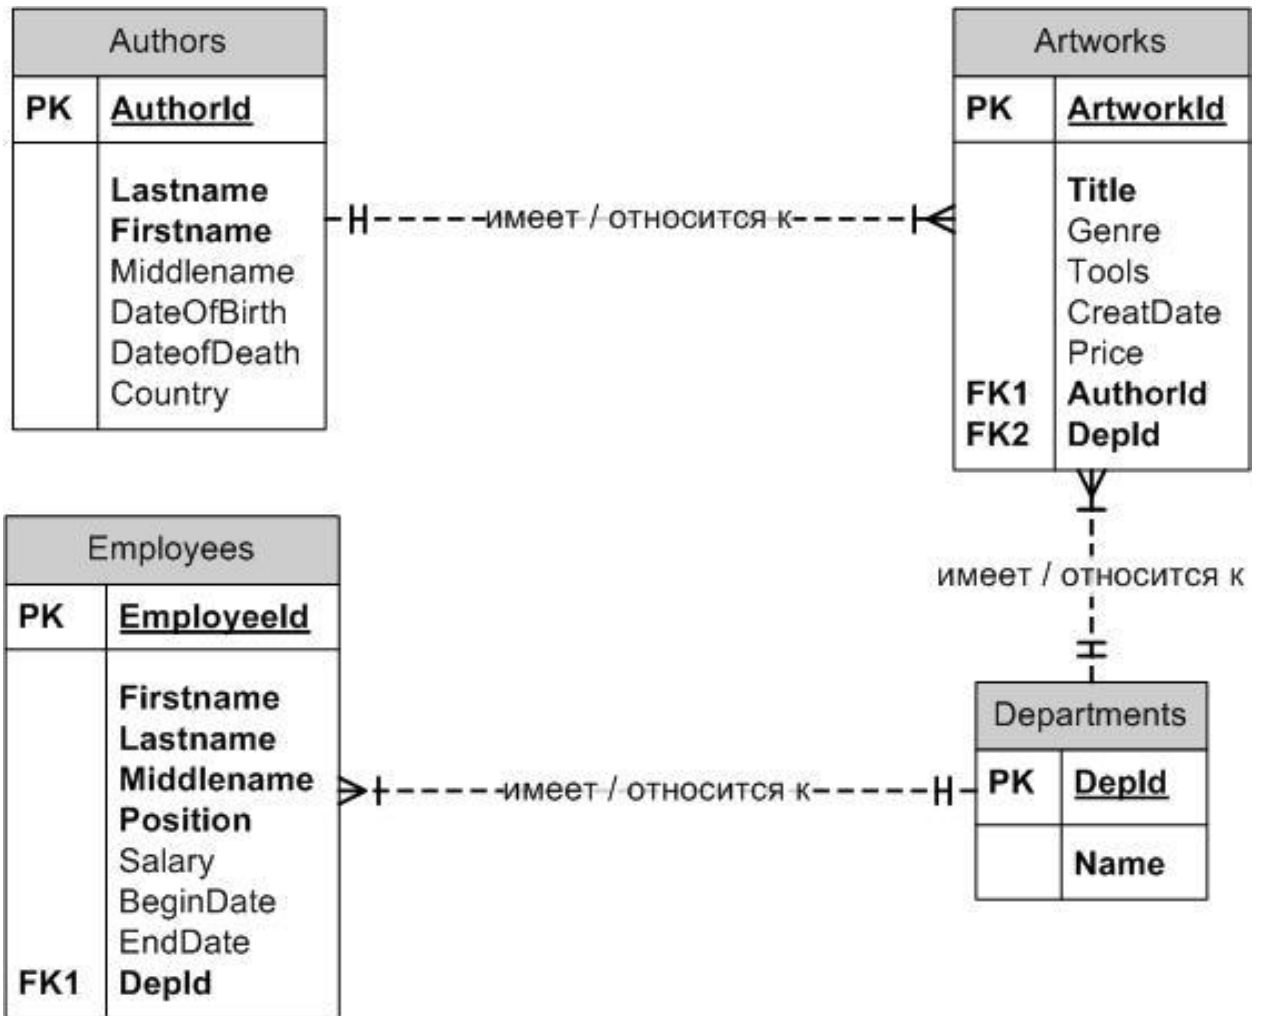 Authors
PK AuthorId
Lastname
Firstname
Middlename
DateOfBirth
DateofDeath
Country
имеет / относится к
Artworks
PK ArtworkId
Title
Genre
Tools
CreatDate
Price
FK1 AuthorId
FK2 DepId
имеет / относится к
Employees
PK EmployeeId
Firstname
Lastname
Middlename
Position
Salary
BeginDate
EndDate
FK1 DepId
имеет / относится к
Departments
PK DepId
Name